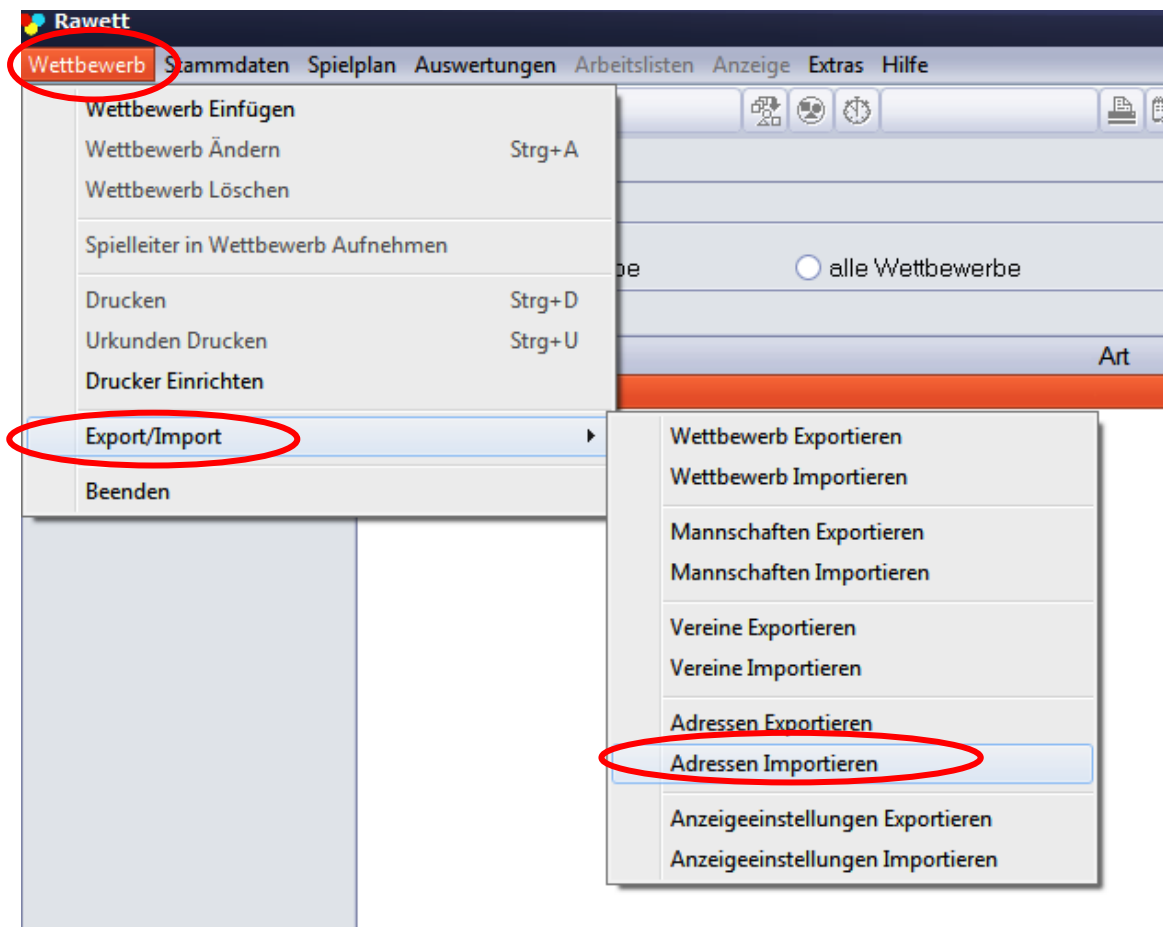 Rawett
Wettbewerb Stammdaten Spielplan Auswertungen Arbeitslisten Anzeige Extras Hilfe
Wettbewerb Einfügen
Wettbewerb Ändern Strg+A
Wettbewerb Löschen
Spielleiter in Wettbewerb Aufnehmen
be alle Wettbewerbe
Drucken Strg+D
Urkunden Drucken Strg+U
Art
Drucker Einrichten
Export/Import
Beenden
Wettbewerb Exportieren
Wettbewerb Importieren
Mannschaften Exportieren
Mannschaften Importieren
Vereine Exportieren
Vereine Importieren
Adressen Exportieren
Adressen Importieren
Anzeigeeinstellungen Exportieren
Anzeigeeinstellungen Importieren